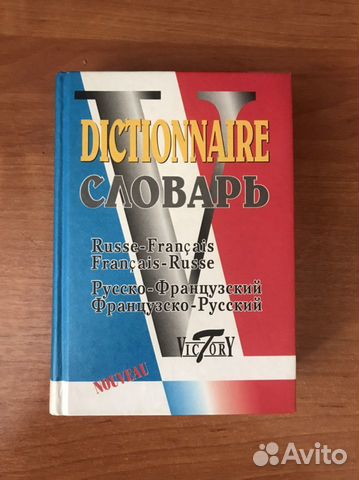 V
DICTIONNAIRE
СЛОВАРЬ
Russe-Français
Français-Russe
Русско-Французский
Французско-Русский
VICTORY
NOUVEAU
Avito